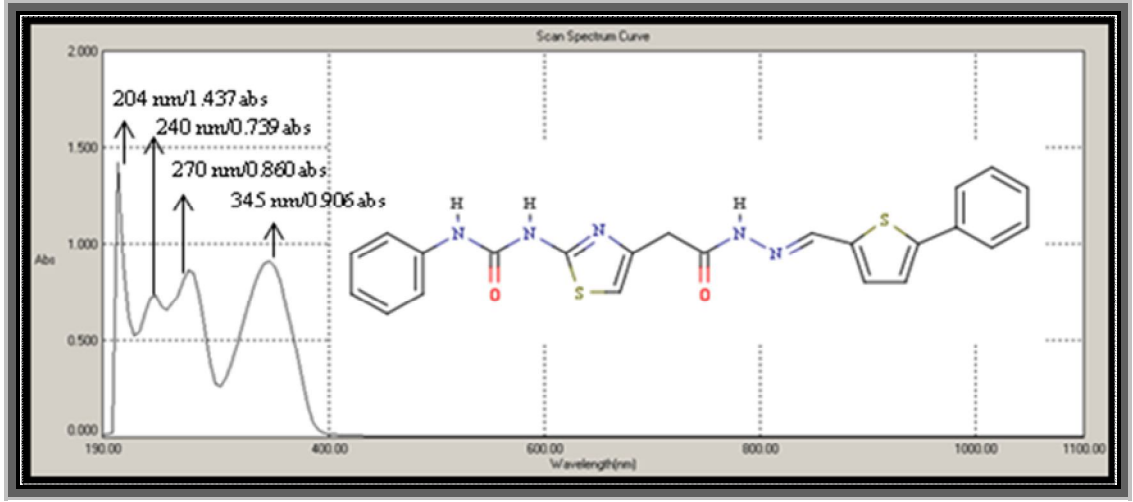 Scan Spectrum Curve
2.000
204 nm/1.437 abs
240 nm/0.739 abs
1.500
270 nm/0.860 abs
345 nm/0.906 abs
H H H
N N N N S
1.000
Abs
N
O S O
0.500
0.000
190.00 400.00 600.00 800.00 1000.00 1100.00
Wavelength(nm)